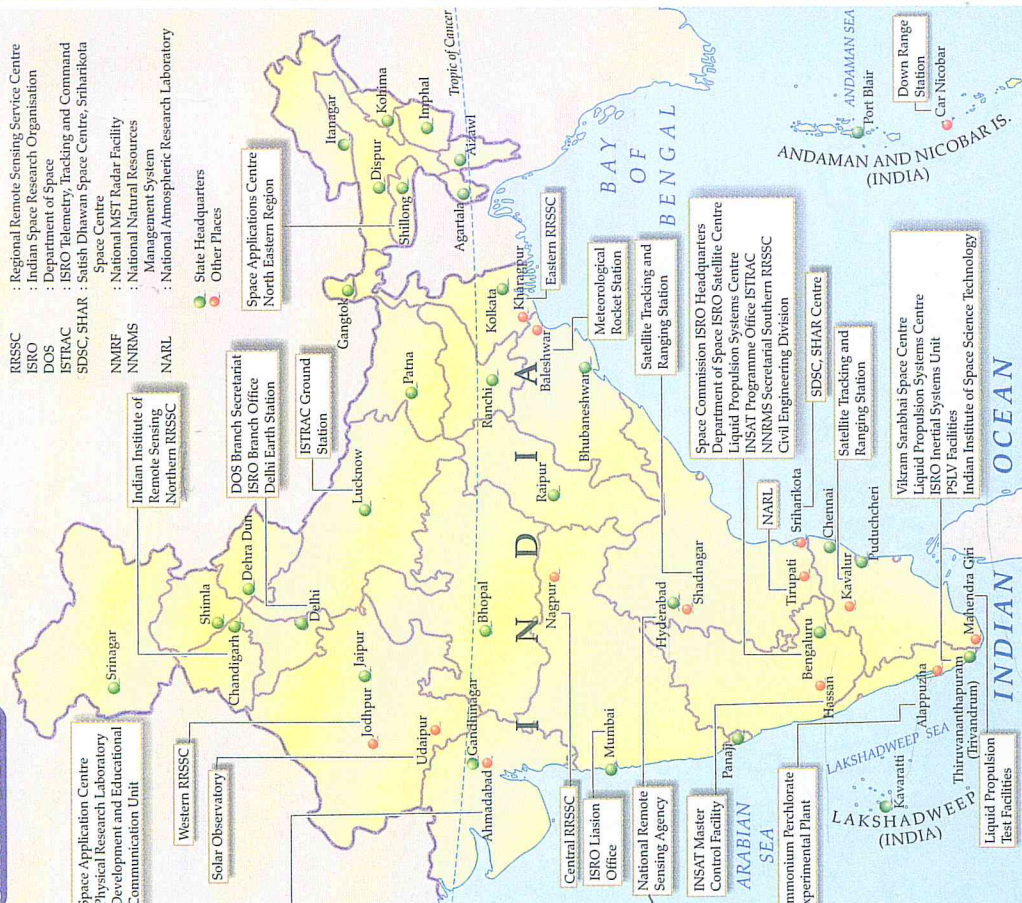 RRSSC : Regional Remote Sensing Service Centre
ISRO : Indian Space Research Organisation
DOS : Department of Space
ISTRAC : ISRO Telemetry, Tracking and Command
SDSC, SHAR : Satish Dhawan Space Centre, Sriharikota
Space Centre
NMRF : National MST Radar Facility
NNRMS : National Natural Resources
Management System
NARL : National Atmospheric Research Laboratory
State Headquarters
Other Places
Space Applications Centre
North Eastern Region
Indian Institute of
Remote Sensing
Northern RRSSC
DOS Branch Secretariat
ISRO Branch Office
Delhi Earth Station
ISTRAC Ground
Station
Space Application Centre
Physical Research Laboratory
Development and Educational
Communication Unit
Western RRSSC
Solar Observatory
Srinagar
Shimla
Chandigarh
Dehra Dun
Delhi
Jaipur
Jodhpur
Udaipur
Gandhinagar
Ahmadabad
Lucknow
Patna
Gangtok
Itanagar
Dispur
Kohima
Shillong
Imphal
Agartala
Aizawl
Tropic of Cancer
Bhopal
Ranchi
Kolkata
Kharagpur
Baleshwar
Eastern RRSSC
Meteorological
Rocket Station
INDIA
Nagpur
Raipur
Bhubaneshwar
Central RRSSC
ISRO Liasion
Office
Mumbai
National Remote
Sensing Agency
Hyderabad
Shadnagar
Satellite Tracking and
Ranging Station
BAY
OF
BENGAL
ANDAMAN SEA
Port Blair
Down Range
Station
Car Nicobar
ANDAMAN AND NICOBAR IS.
(INDIA)
Space Commission ISRO Headquarters
Department of Space ISRO Satellite Centre
Liquid Propulsion Systems Centre
INSAT Programme Office ISTRAC
NNRMS Secretarial Southern RRSSC
Civil Engineering Division
INSAT Master
Control Facility
Panaji
ARABIAN
SEA
NARL
Sriharikota
Tirupati
SDSC, SHAR Centre
Chennai
Kavalur
Satellite Tracking and
Ranging Station
Puducheri
Bengaluru
Hassan
mmonium Perchlorate
xperimental Plant
Alappuzha
LAKSHADWEEP SEA
Kavaratti
LAKSHADWEEP
(INDIA)
Thiruvananthapuram
(Trivandrum)
Mahendra Giri
Liquid Propulsion
Test Facilities
Vikram Sarabhai Space Centre
Liquid Propulsion Systems Centre
ISRO Inertial Systems Unit
PSLV Facilities
Indian Institute of Space Science Technology
INDIAN OCEAN